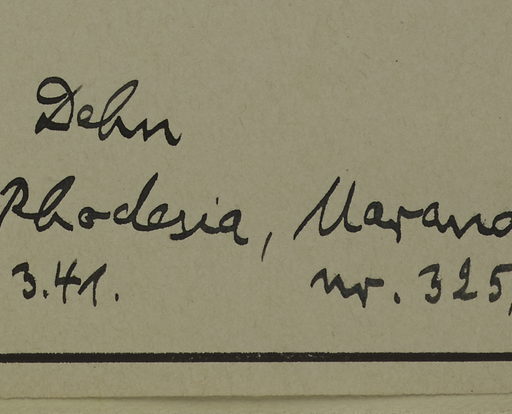 Dehn
Rhodesia, Marand
3.41. nr. 325,